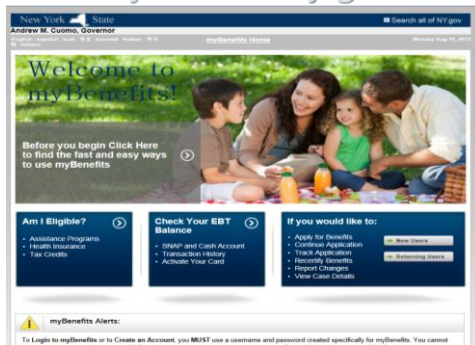 New York State
Search all of NY.gov
Andrew M. Cuomo, Governor
myBenefits Home
Welcome to
myBenefits!
Before you begin Click Here
to find the fast and easy ways
to use myBenefits
Am I Eligible?
Assistance Programs
Health Insurance
Tax Credits
Check Your EBT
Balance
SNAP and Cash Account
Transaction History
Activate Your Card
If you would like to:
Apply for Benefits
Continue Application
Track Application
Recertify Benefits
Report Changes
View Case Details
New Users
Returning Users
myBenefits Alerts:
To Login to myBenefits or to Create an Account, you MUST use a username and password created specifically for myBenefits. You cannot